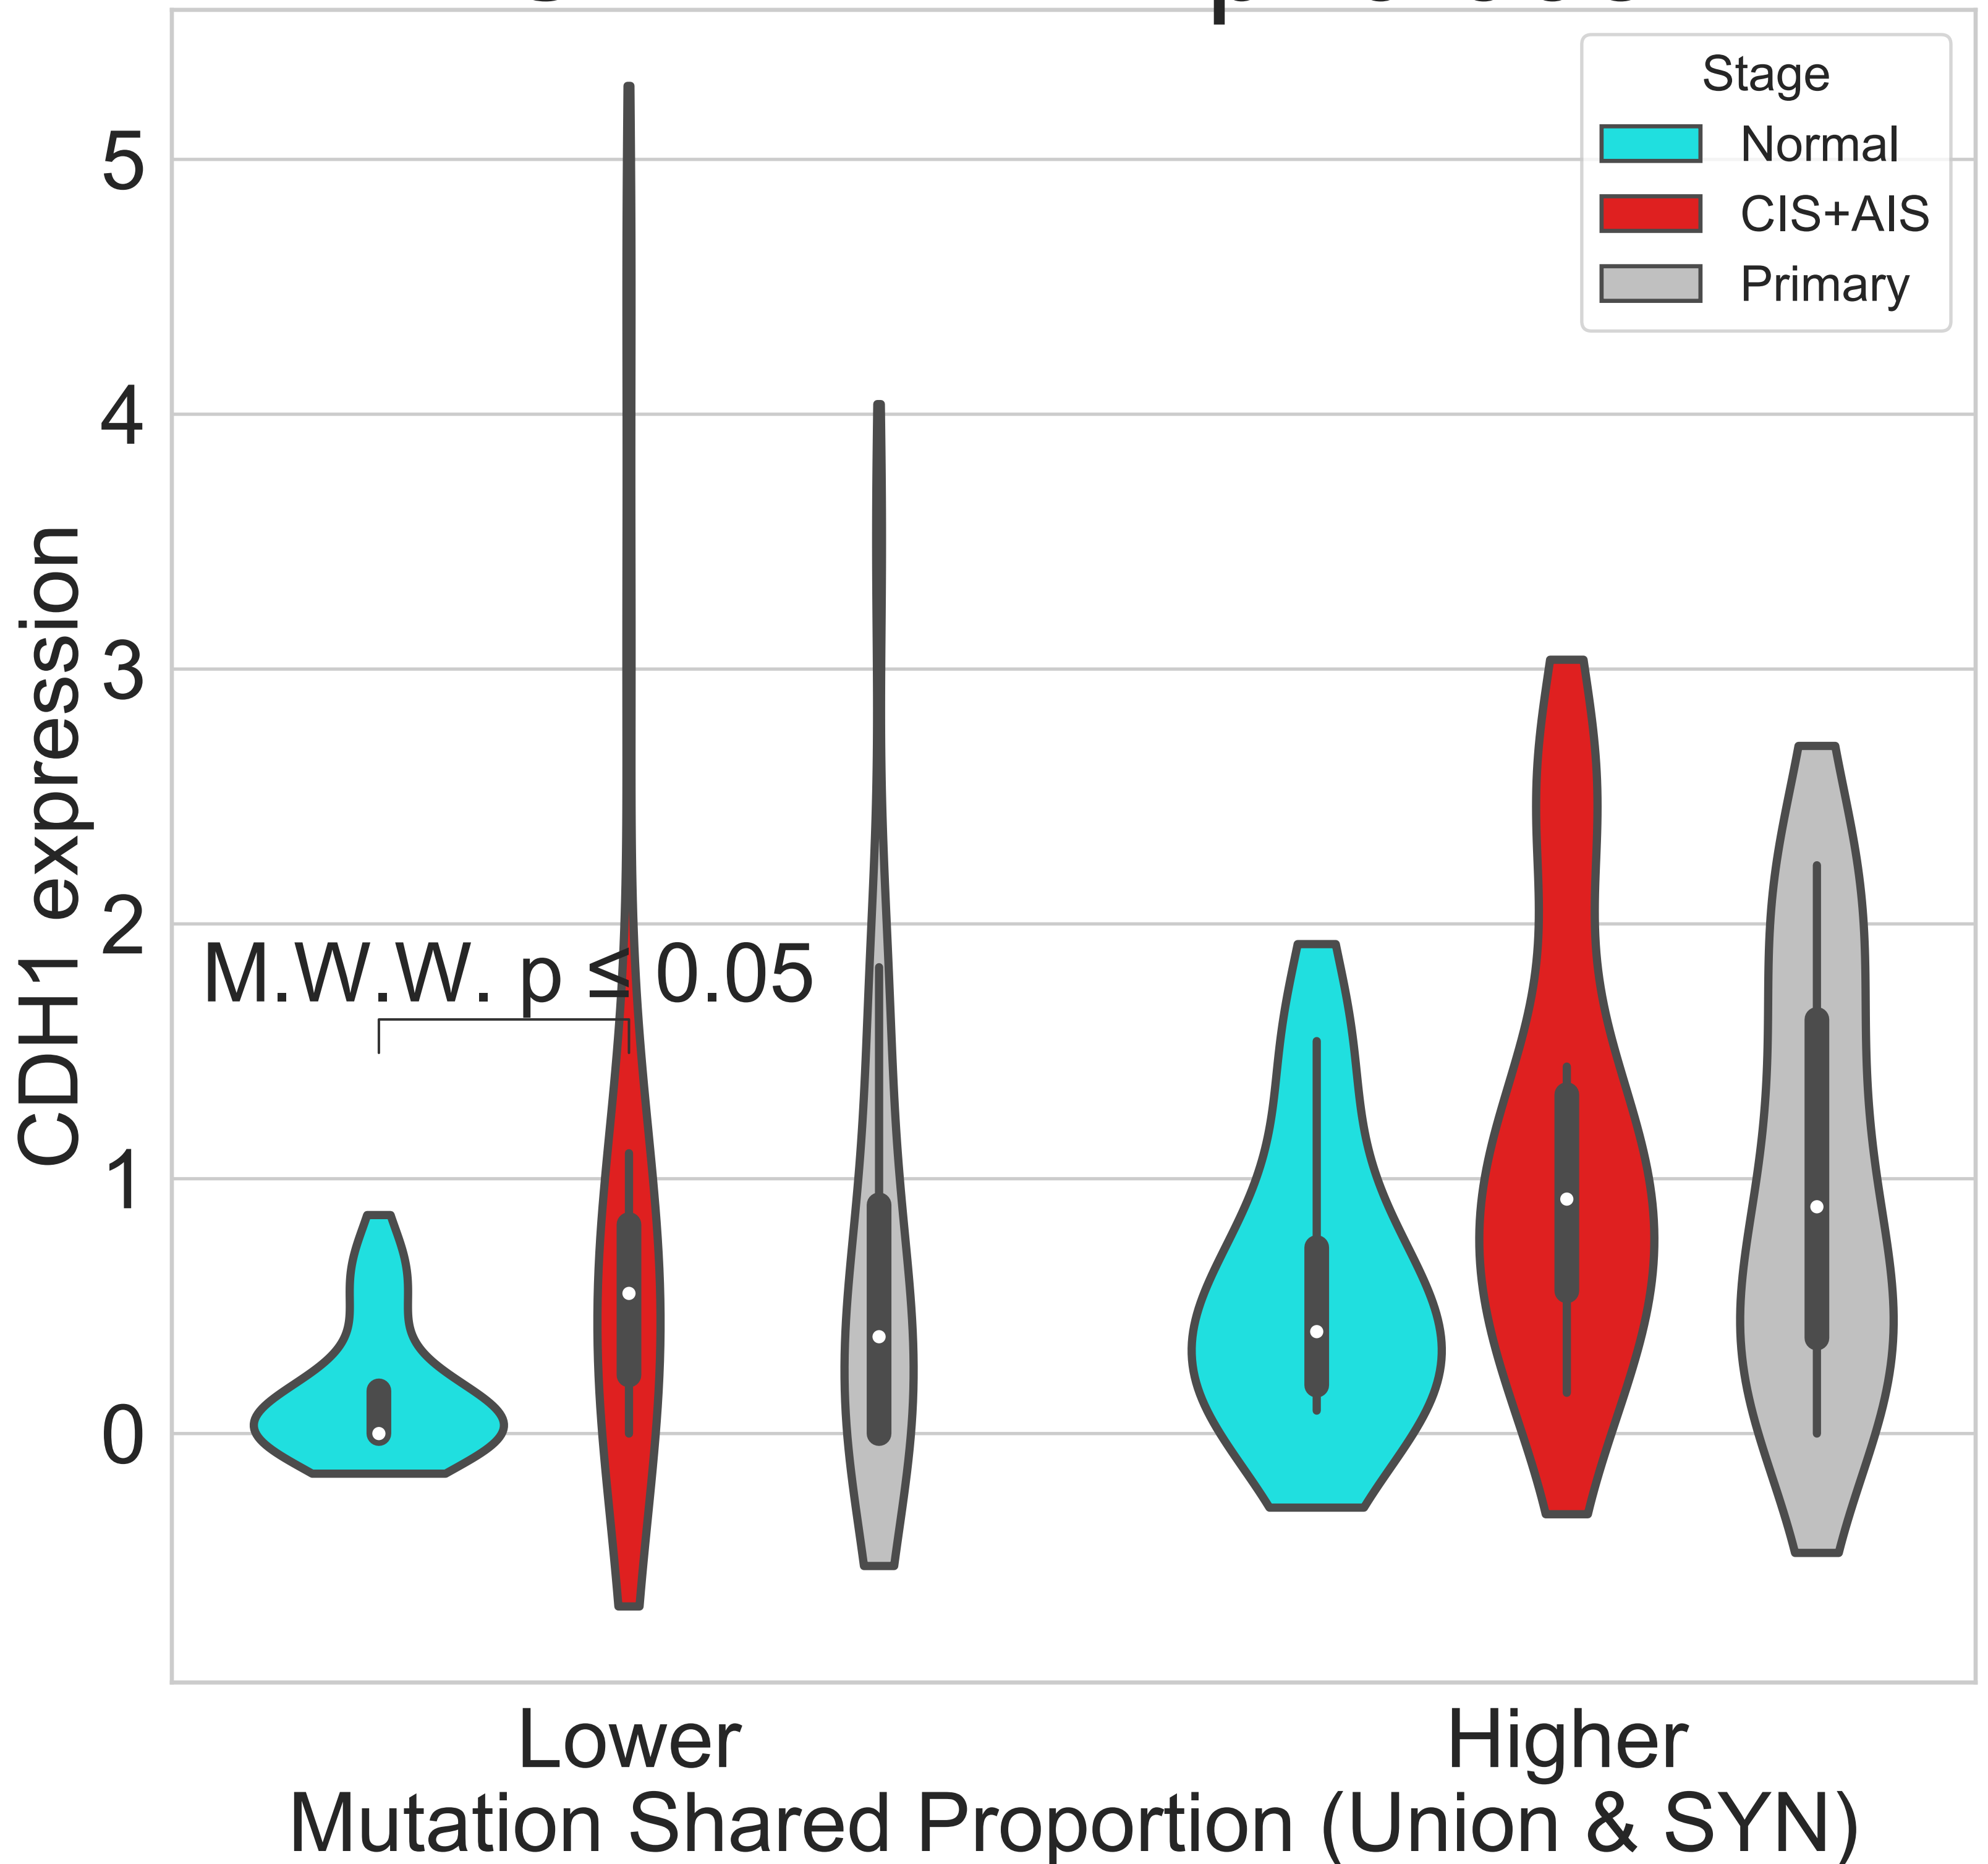 Stage
Normal
CIS+AIS
Primary
5
4
3
2
1
0
CDH1 expression
M.W.W. p ≤ 0.05
Lower
Higher
Mutation Shared Proportion (Union & SYN)